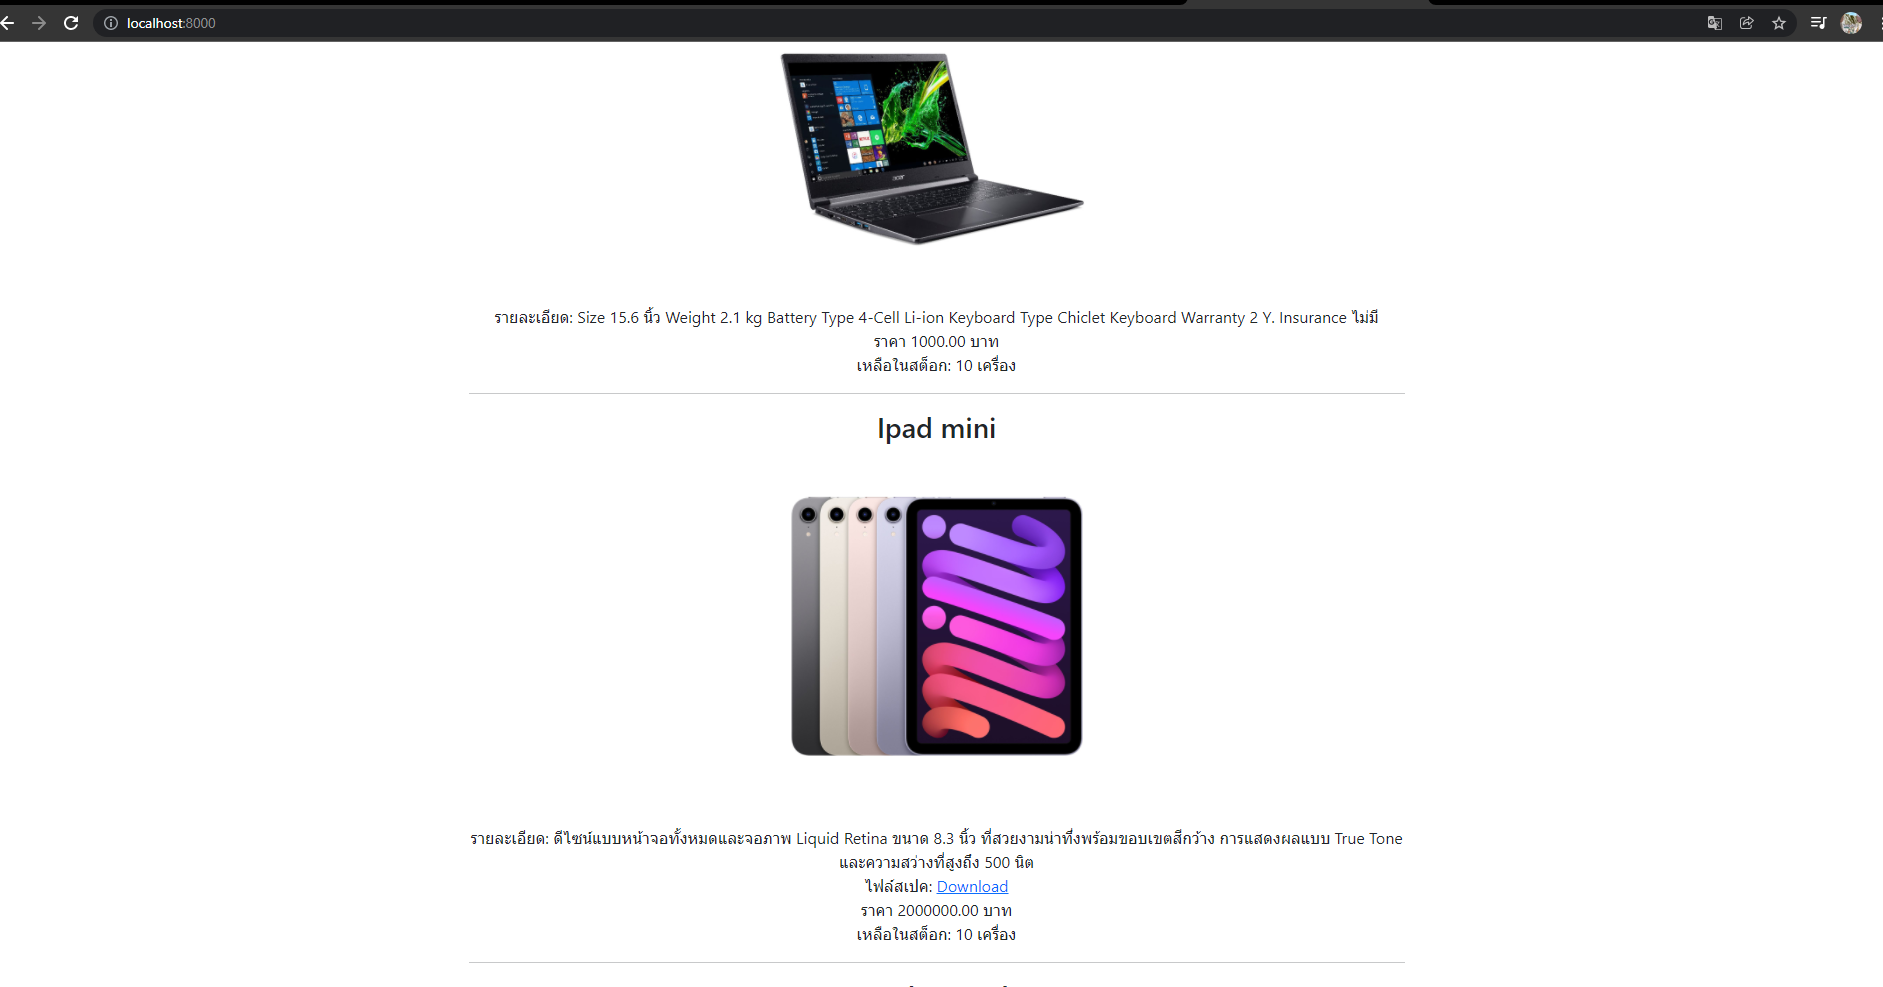 localhost:8000
acer
รายละเอียด: Size 15.6 นิ้ว Weight 2.1 kg Battery Type 4-Cell Li-ion Keyboard Type Chiclet Keyboard Warranty 2 Y. Insurance ไม่มี
ราคา 1000.00 บาท
เหลือในสต็อก: 10 เครื่อง
Ipad mini
รายละเอียด: ดีไซน์แบบหน้าจอทั้งหมดและจอภาพ Liquid Retina ขนาด 8.3 นิ้ว ที่สวยงามน่าทึ่งพร้อมขอบเขตสีกว้าง การแสดงผลแบบ True Tone
และความสว่างที่สูงถึง 500 นิต
ไฟล์สเปค: Download
ราคา 2000000.00 บาท
เหลือในสต็อก: 10 เครื่อง